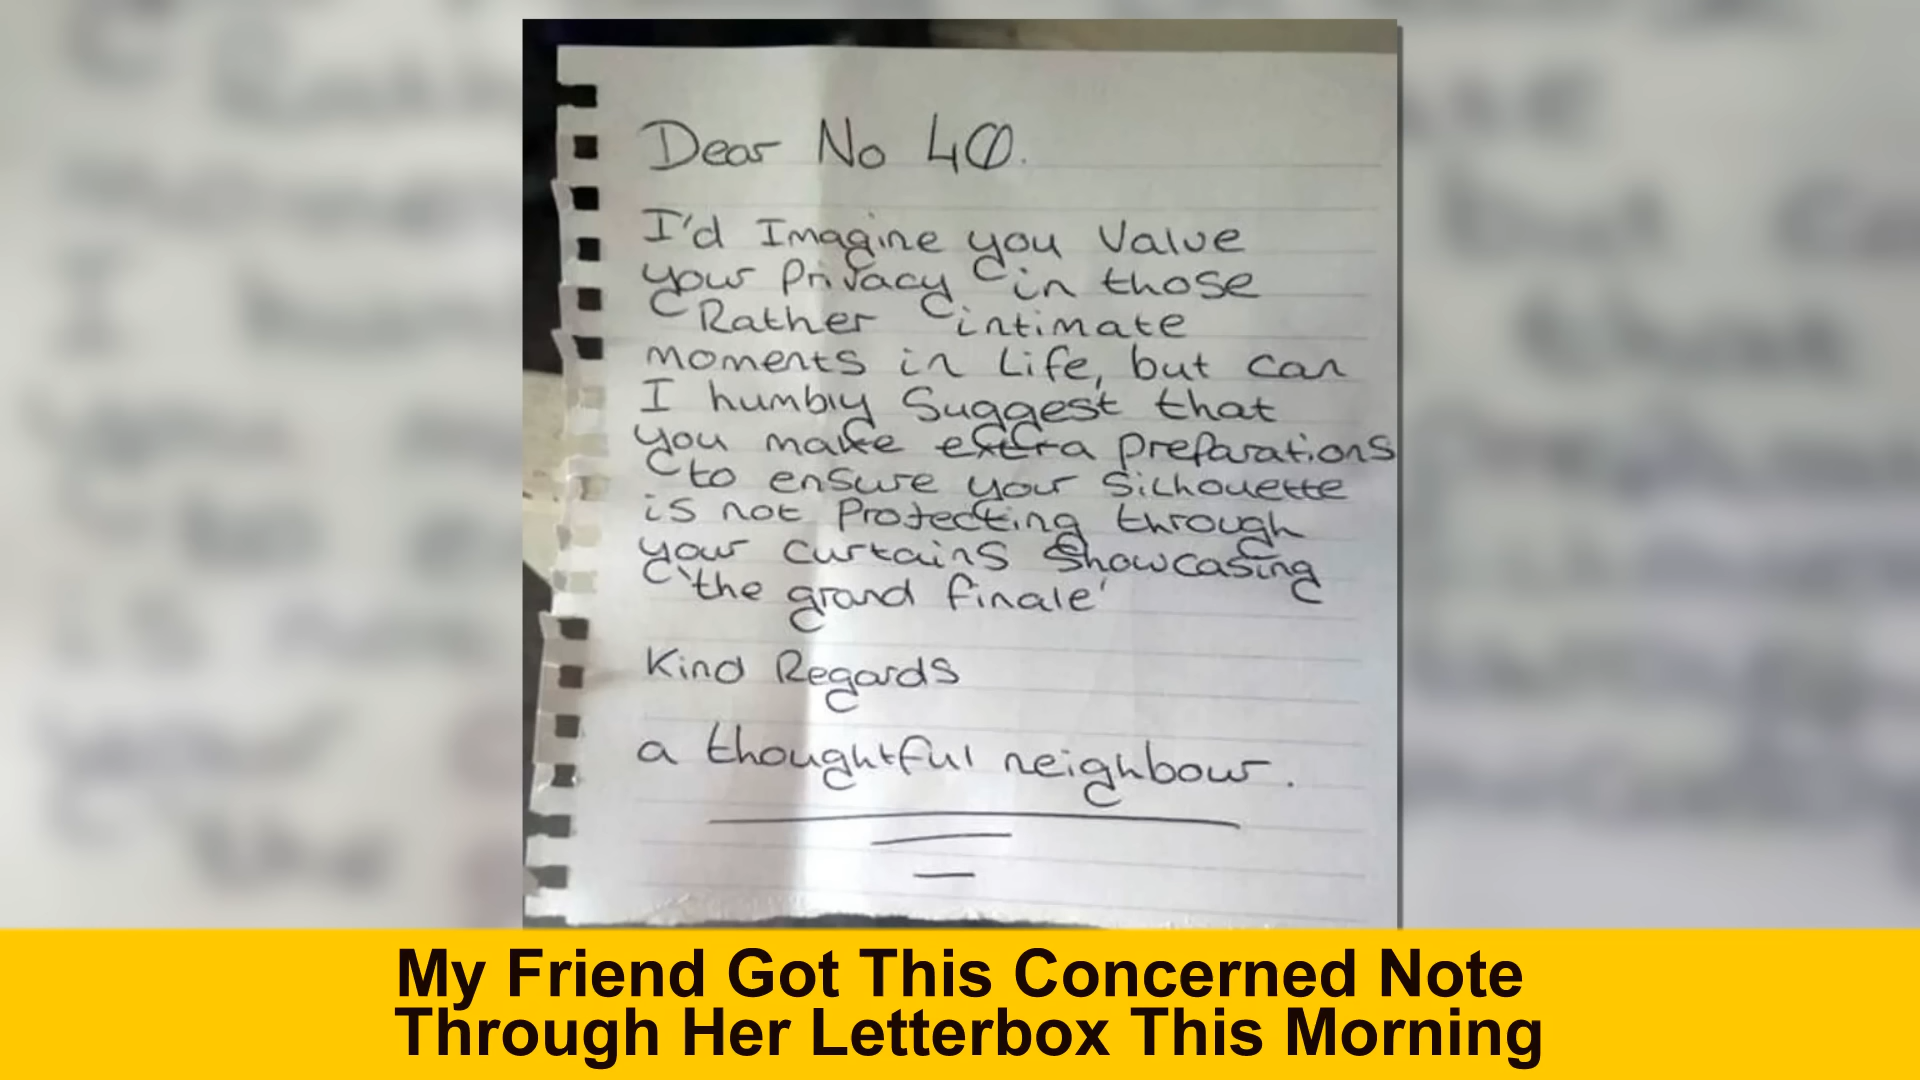 Dear No 40.
I'd Imagine you Value
your Privacy in those
Rather intimate
moments in Life, but can
I humbly Suggest that
you make extra Preparations
to ensure your Silhouette
is not Protecting through
your curtains Showcasing
'the grand finale'
Kind Regards
a thoughtful neighbour.
My Friend Got This Concerned Note
Through Her Letterbox This Morning